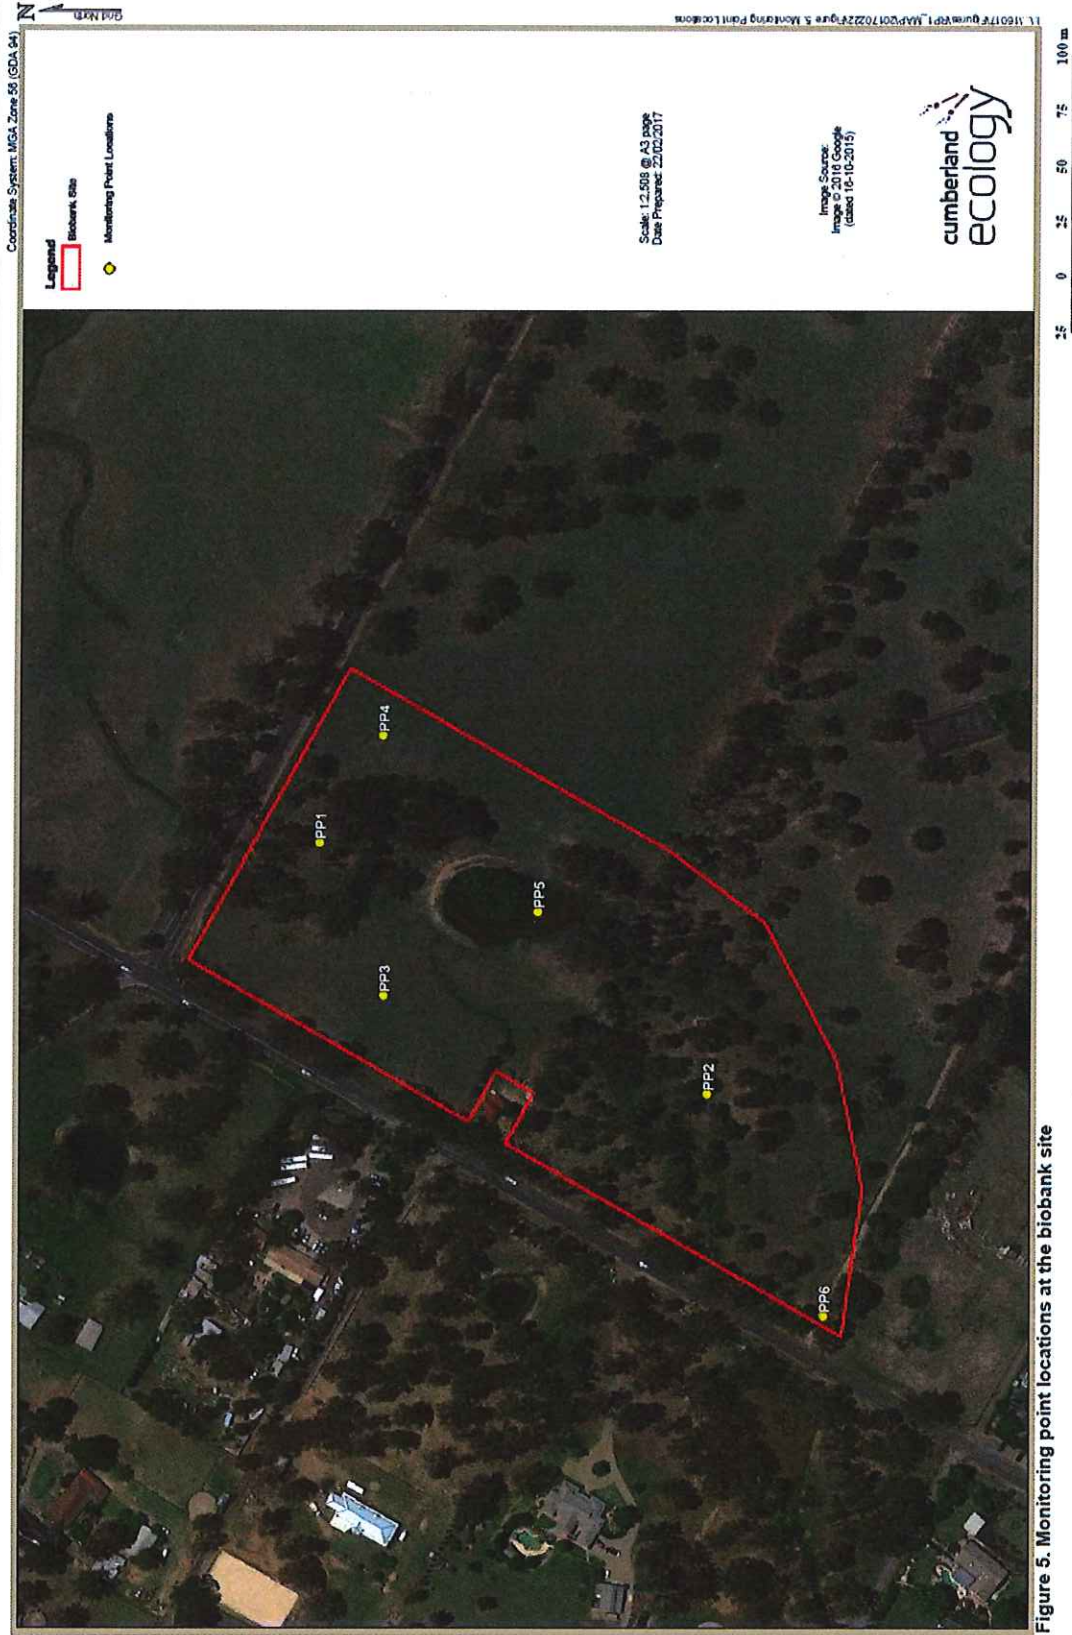 Coordinate System: MGA Zone 56 (GDA 94)
N
Grid North
Legend
Biobank Site
Monitoring Point Locations
PP1
PP4
PP3
PP5
PP2
PP6
Scale: 1:2,508 @ A3 page
Date Prepared: 22/02/2017
Image Source:
Image © 2016 Google
(dated 16-10-2015)
cumberland
ecology
25 0 25 50 75 100 m
Figure 5. Monitoring point locations at the biobank site